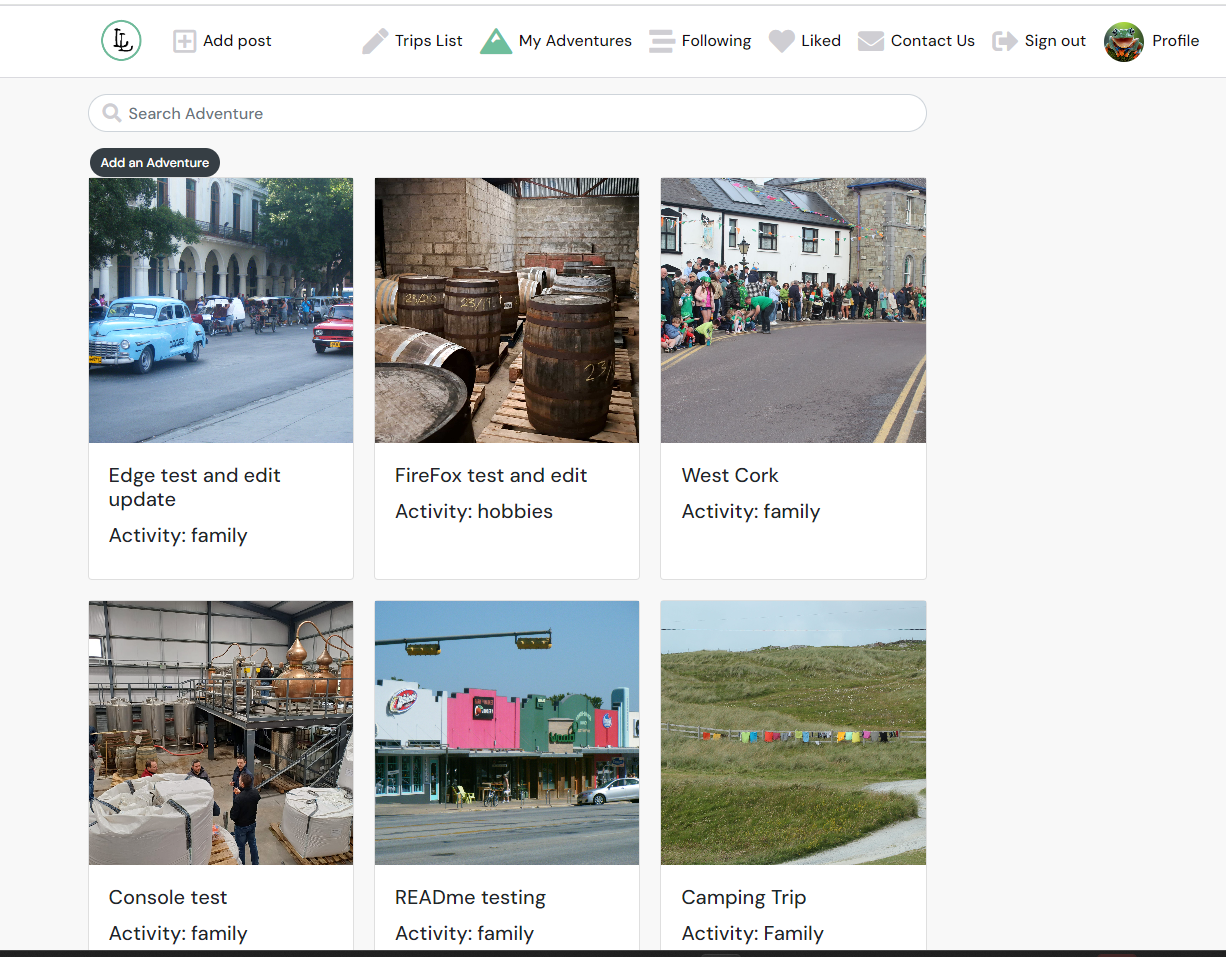 LL
Add post
Trips List
My Adventures
Following
Liked
Contact Us
Sign out
Profile
Search Adventure
Add an Adventure
Edge test and edit
update
Activity: family
FireFox test and edit
Activity: hobbies
West Cork
Activity: family
Console test
Activity: family
READme testing
Activity: family
Camping Trip
Activity: Family